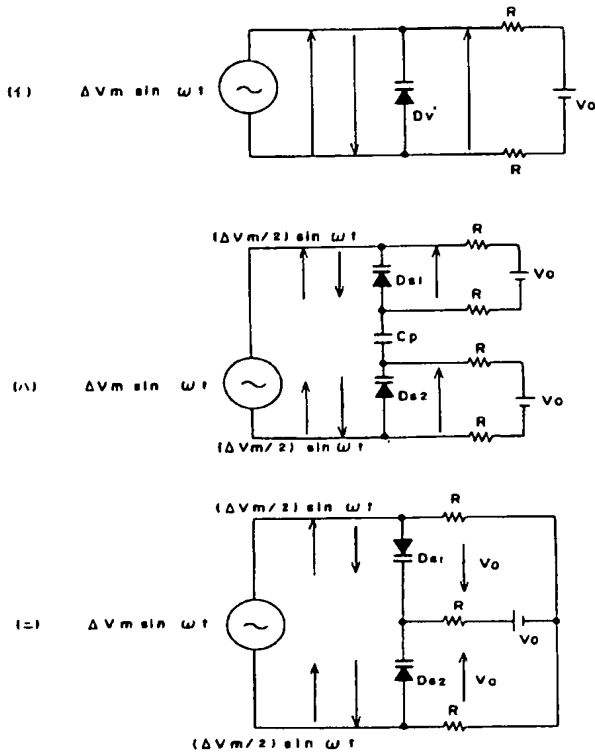 R
(イ) ΔVm sin ωt
Dv'
Vo
R
(ΔVm/2) sin ωt
R
Ds1
Vo
R
Cp
R
(ハ) ΔVm sin ωt
Ds2
Vo
R
(ΔVm/2) sin ωt
(ΔVm/2) sin ωt
R
Ds1
Vo
R
(ニ) ΔVm sin ωt
Vo
Ds2
Vo
R
(ΔVm/2) sin ωt